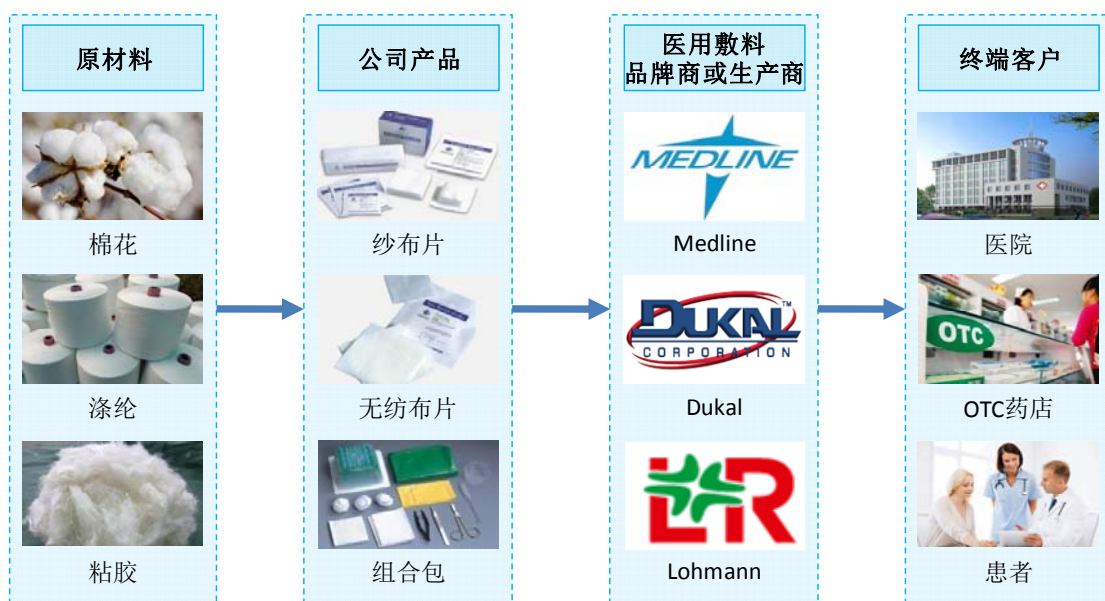 原材料
棉花
涤纶
粘胶
公司产品
纱布片
无纺布片
组合包
医用敷料
品牌商或生产商
MEDLINE
Medline
DUKAL
TM
CORPORATION
Dukal
L R
Lohmann
终端客户
医院
OTC
OTC药店
患者